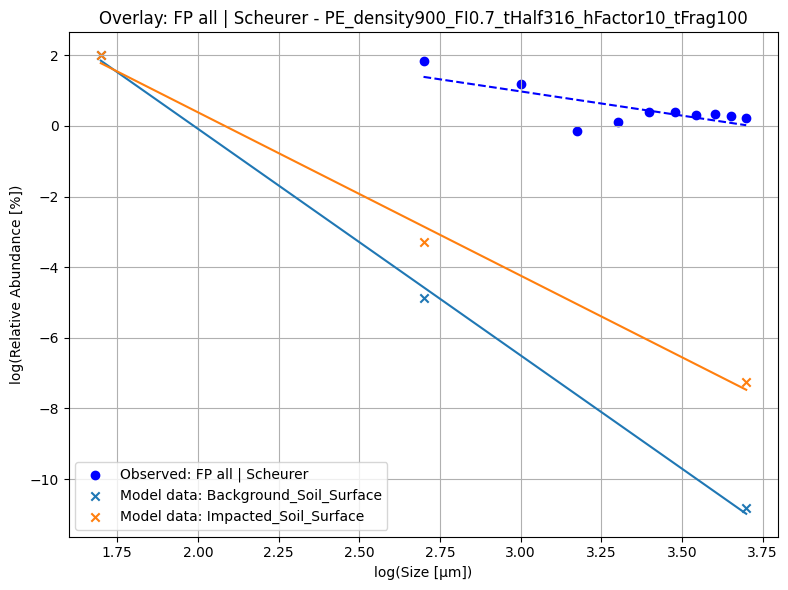 Overlay: FP all | Scheurer - PE_density900_FI0.7_tHalf316_hFactor10_tFrag100
log(Relative Abundance [%])
2
0
−2
−4
−6
−8
−10
Observed: FP all | Scheurer
Model data: Background_Soil_Surface
Model data: Impacted_Soil_Surface
1.75 2.00 2.25 2.50 2.75 3.00 3.25 3.50 3.75
log(Size [μm])